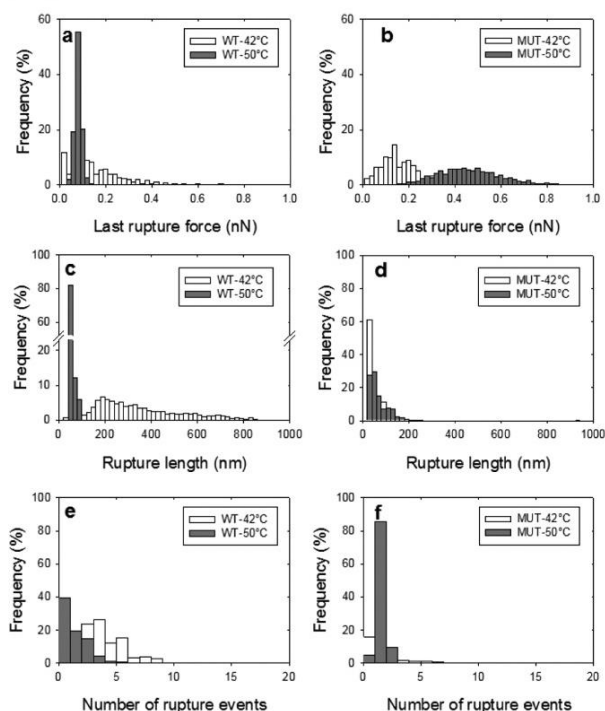 a
WT-42°C
WT-50°C
Frequency (%)
60
40
20
0
0.0 0.2 0.4 0.6 0.8 1.0
Last rupture force (nN)
b
MUT-42°C
MUT-50°C
Frequency (%)
60
40
20
0
0.0 0.2 0.4 0.6 0.8 1.0
Last rupture force (nN)
c
WT-42°C
WT-50°C
Frequency (%)
100
80
60
20
10
0
0 200 400 600 800 1000
Rupture length (nm)
d
MUT-42°C
MUT-50°C
Frequency (%)
100
80
60
40
20
0
0 200 400 600 800 1000
Rupture length (nm)
e
WT-42°C
WT-50°C
Frequency (%)
100
80
60
40
20
0
0 5 10 15 20
Number of rupture events
f
MUT-42°C
MUT-50°C
Frequency (%)
100
80
60
40
20
0
0 5 10 15 20
Number of rupture events